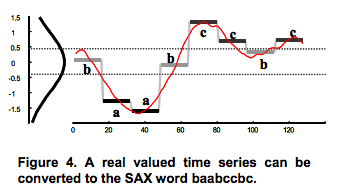 1.5
1
0.5
0
-0.5
-1
-1.5
b
a
a
b
c
c
b
c
0
20
40
60
80
100
120
Figure 4. A real valued time series can be
converted to the SAX word baabccbc.